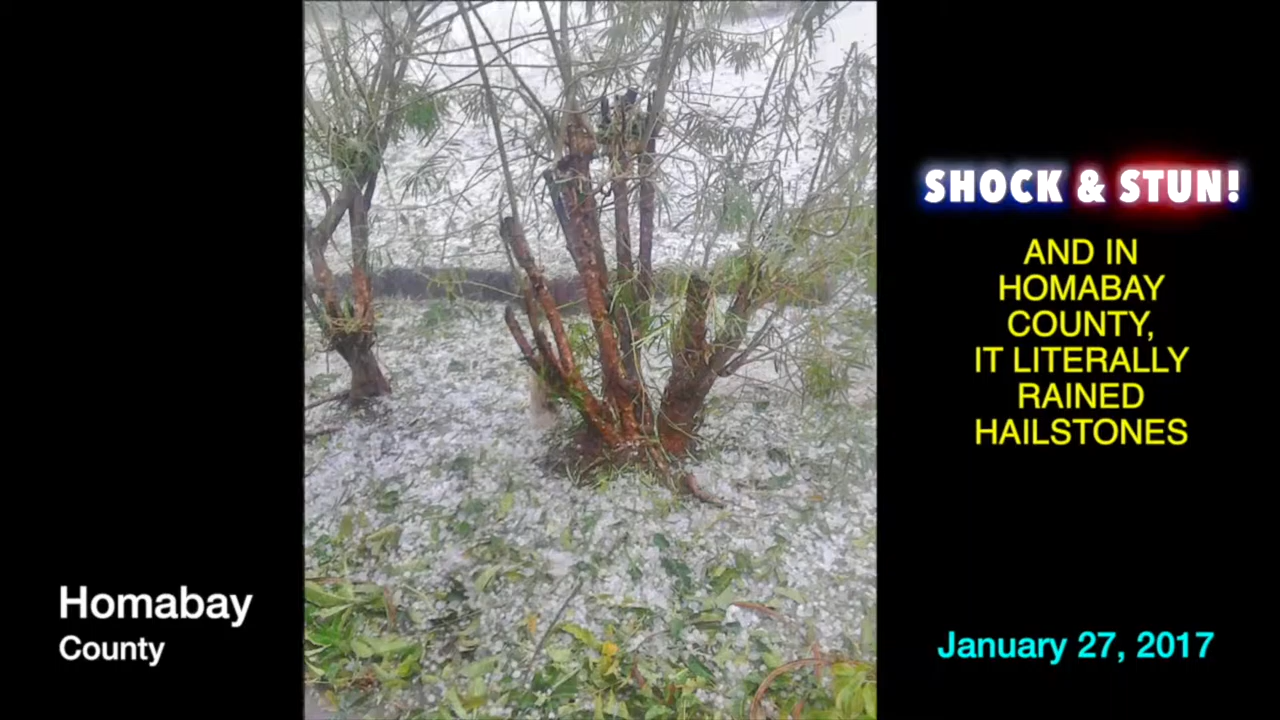 SHOCK & STUN!
AND IN
HOMABAY
COUNTY,
IT LITERALLY
RAINED
HAILSTONES
Homabay
County
January 27, 2017